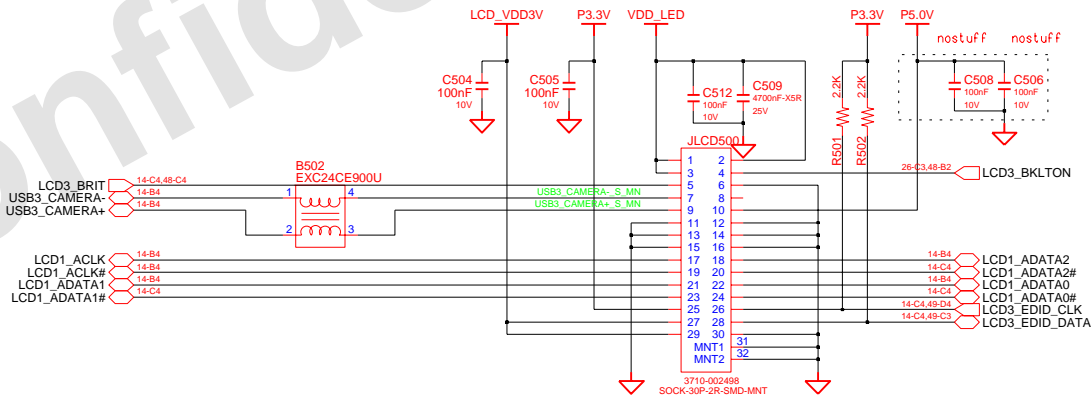 onfide
LCD_VDD3V
P3.3V
VDD_LED
P3.3V
P5.0V
nostuff
nostuff
C504
100nF
10V
C505
100nF
10V
C512
100nF
10V
C509
4700nF-X5R
25V
2.2K
2.2K
R501
R502
C508
100nF
10V
C506
100nF
10V
JLCD500
B502
EXC24CE900U
1
4
2
3
LCD3_BRIT
14-C4,48-C4
USB3_CAMERA-
14-B4
USB3_CAMERA+
14-B4
USB3_CAMERA-_S_MN
USB3_CAMERA+_S_MN
LCD1_ACLK
14-B4
LCD1_ACLK#
14-B4
LCD1_ADATA1
14-B4
LCD1_ADATA1#
14-C4
1 2
3 4
5 6
7 8
9 10
11 12
13 14
15 16
17 18
19 20
21 22
23 24
25 26
27 28
29 30
MNT1 31
MNT2 32
26-C3,48-B2
LCD3_BKLTON
14-B4
LCD1_ADATA2
14-C4
LCD1_ADATA2#
14-B4
LCD1_ADATA0
14-C4
LCD1_ADATA0#
14-C4,49-D4
LCD3_EDID_CLK
14-C4,49-C3
LCD3_EDID_DATA
3710-002498
SOCK-30P-2R-SMD-MNT